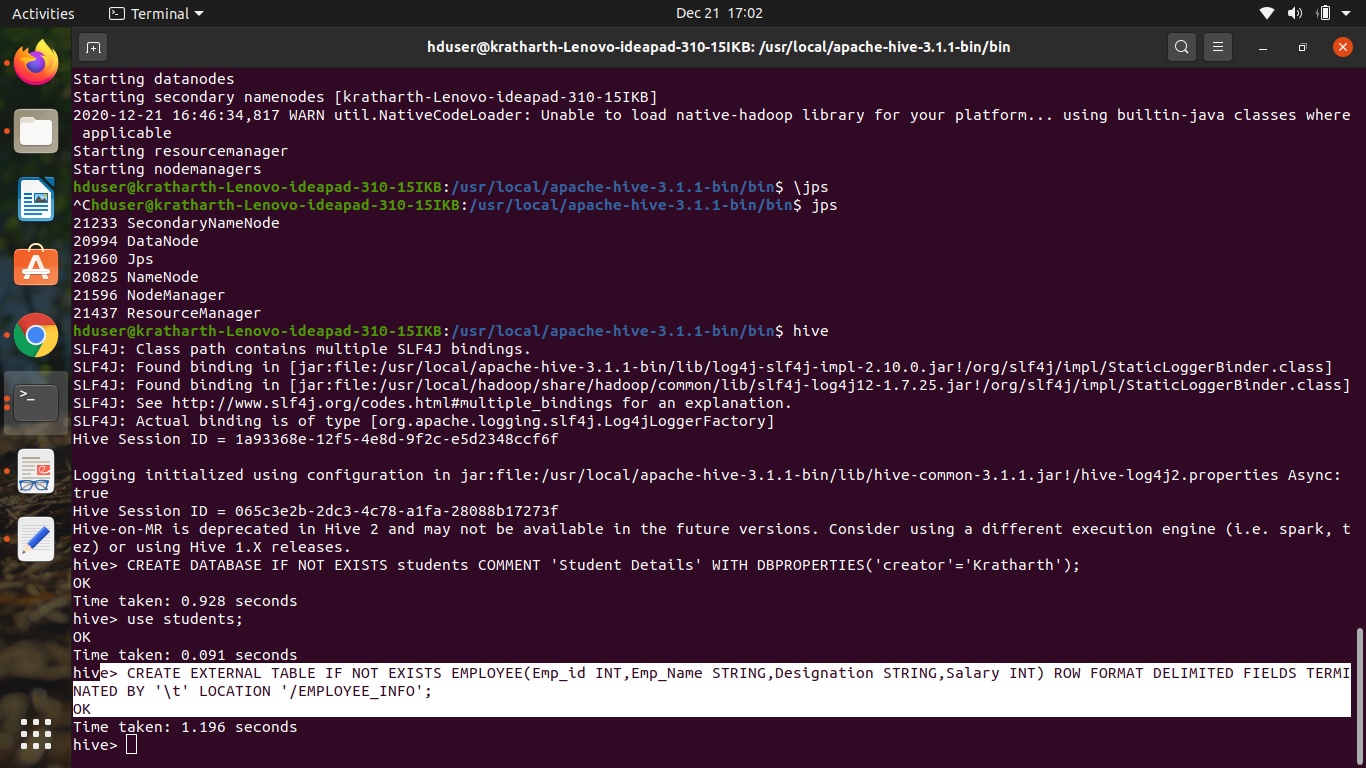 Activities Terminal Dec 21 17:02
hduser@kratharth-Lenovo-ideapad-310-15IKB: /usr/local/apache-hive-3.1.1-bin/bin
Starting datanodes
Starting secondary namenodes [kratharth-Lenovo-ideapad-310-15IKB]
2020-12-21 16:46:34,817 WARN util.NativeCodeLoader: Unable to load native-hadoop library for your platform... using builtin-java classes where
 applicable
Starting resourcemanager
Starting nodemanagers
hduser@kratharth-Lenovo-ideapad-310-15IKB:/usr/local/apache-hive-3.1.1-bin/bin$ \jps
^Chduser@kratharth-Lenovo-ideapad-310-15IKB:/usr/local/apache-hive-3.1.1-bin/bin$ jps
21233 SecondaryNameNode
20994 DataNode
21960 Jps
20825 NameNode
21596 NodeManager
21437 ResourceManager
hduser@kratharth-Lenovo-ideapad-310-15IKB:/usr/local/apache-hive-3.1.1-bin/bin$ hive
SLF4J: Class path contains multiple SLF4J bindings.
SLF4J: Found binding in [jar:file:/usr/local/apache-hive-3.1.1-bin/lib/log4j-slf4j-impl-2.10.0.jar!/org/slf4j/impl/StaticLoggerBinder.class]
SLF4J: Found binding in [jar:file:/usr/local/hadoop/share/hadoop/common/lib/slf4j-log4j12-1.7.25.jar!/org/slf4j/impl/StaticLoggerBinder.class]
SLF4J: See http://www.slf4j.org/codes.html#multiple_bindings for an explanation.
SLF4J: Actual binding is of type [org.apache.logging.slf4j.Log4jLoggerFactory]
Hive Session ID = 1a93368e-12f5-4e8d-9f2c-e5d2348ccf6f
Logging initialized using configuration in jar:file:/usr/local/apache-hive-3.1.1-bin/lib/hive-common-3.1.1.jar!/hive-log4j2.properties Async:
true
Hive Session ID = 065c3e2b-2dc3-4c78-a1fa-28088b17273f
Hive-on-MR is deprecated in Hive 2 and may not be available in the future versions. Consider using a different execution engine (i.e. spark, t
ez) or using Hive 1.X releases.
hive> CREATE DATABASE IF NOT EXISTS students COMMENT 'Student Details' WITH DBPROPERTIES('creator'='Kratharth');
OK
Time taken: 0.928 seconds
hive> use students;
OK
Time taken: 0.091 seconds
hive> CREATE EXTERNAL TABLE IF NOT EXISTS EMPLOYEE(Emp_id INT,Emp_Name STRING,Designation STRING,Salary INT) ROW FORMAT DELIMITED FIELDS TERMI
NATED BY '\t' LOCATION '/EMPLOYEE_INFO';
OK
Time taken: 1.196 seconds
hive>